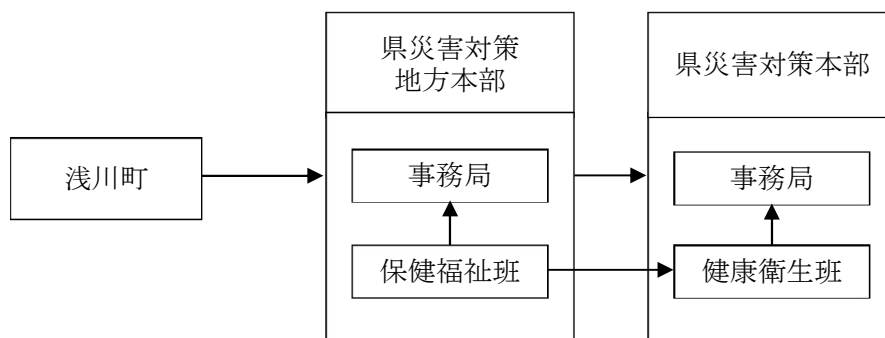 県災害対策
地方本部
県災害対策本部
浅川町
事務局
事務局
保健福祉班
健康衛生班